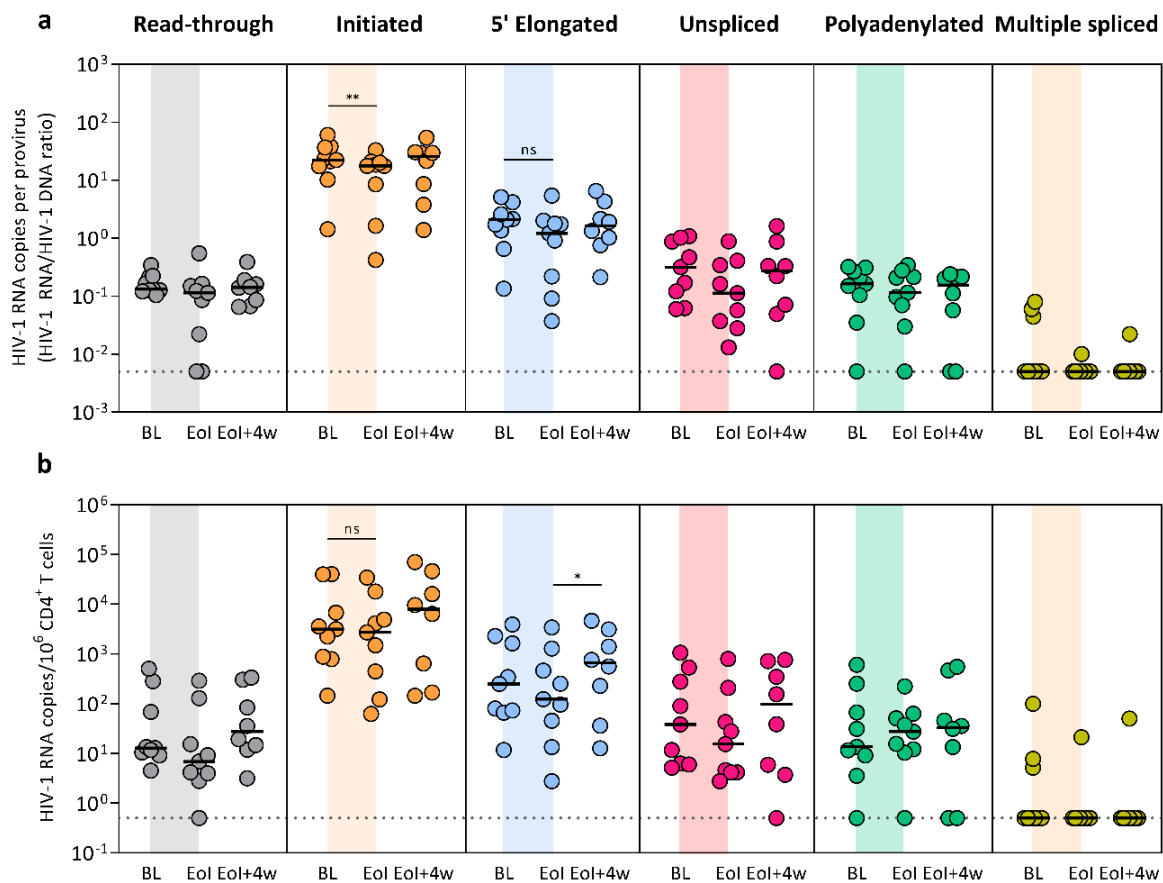 a
Read-through Initiated 5' Elongated Unspliced Polyadenylated Multiple spliced
HIV-1 RNA copies per provirus
(HIV-1 RNA/HIV-1 DNA ratio)
10³
10²
10¹
10⁰
10⁻¹
10⁻²
10⁻³
**
ns
BL EoI EoI+4w BL EoI EoI+4w BL EoI EoI+4w BL EoI EoI+4w BL EoI EoI+4w BL EoI EoI+4w
b
HIV-1 RNA copies/10⁶ CD4⁺ T cells
10⁶
10⁵
10⁴
10³
10²
10¹
10⁰
10⁻¹
ns
*
BL EoI EoI+4w BL EoI EoI+4w BL EoI EoI+4w BL EoI EoI+4w BL EoI EoI+4w BL EoI EoI+4w